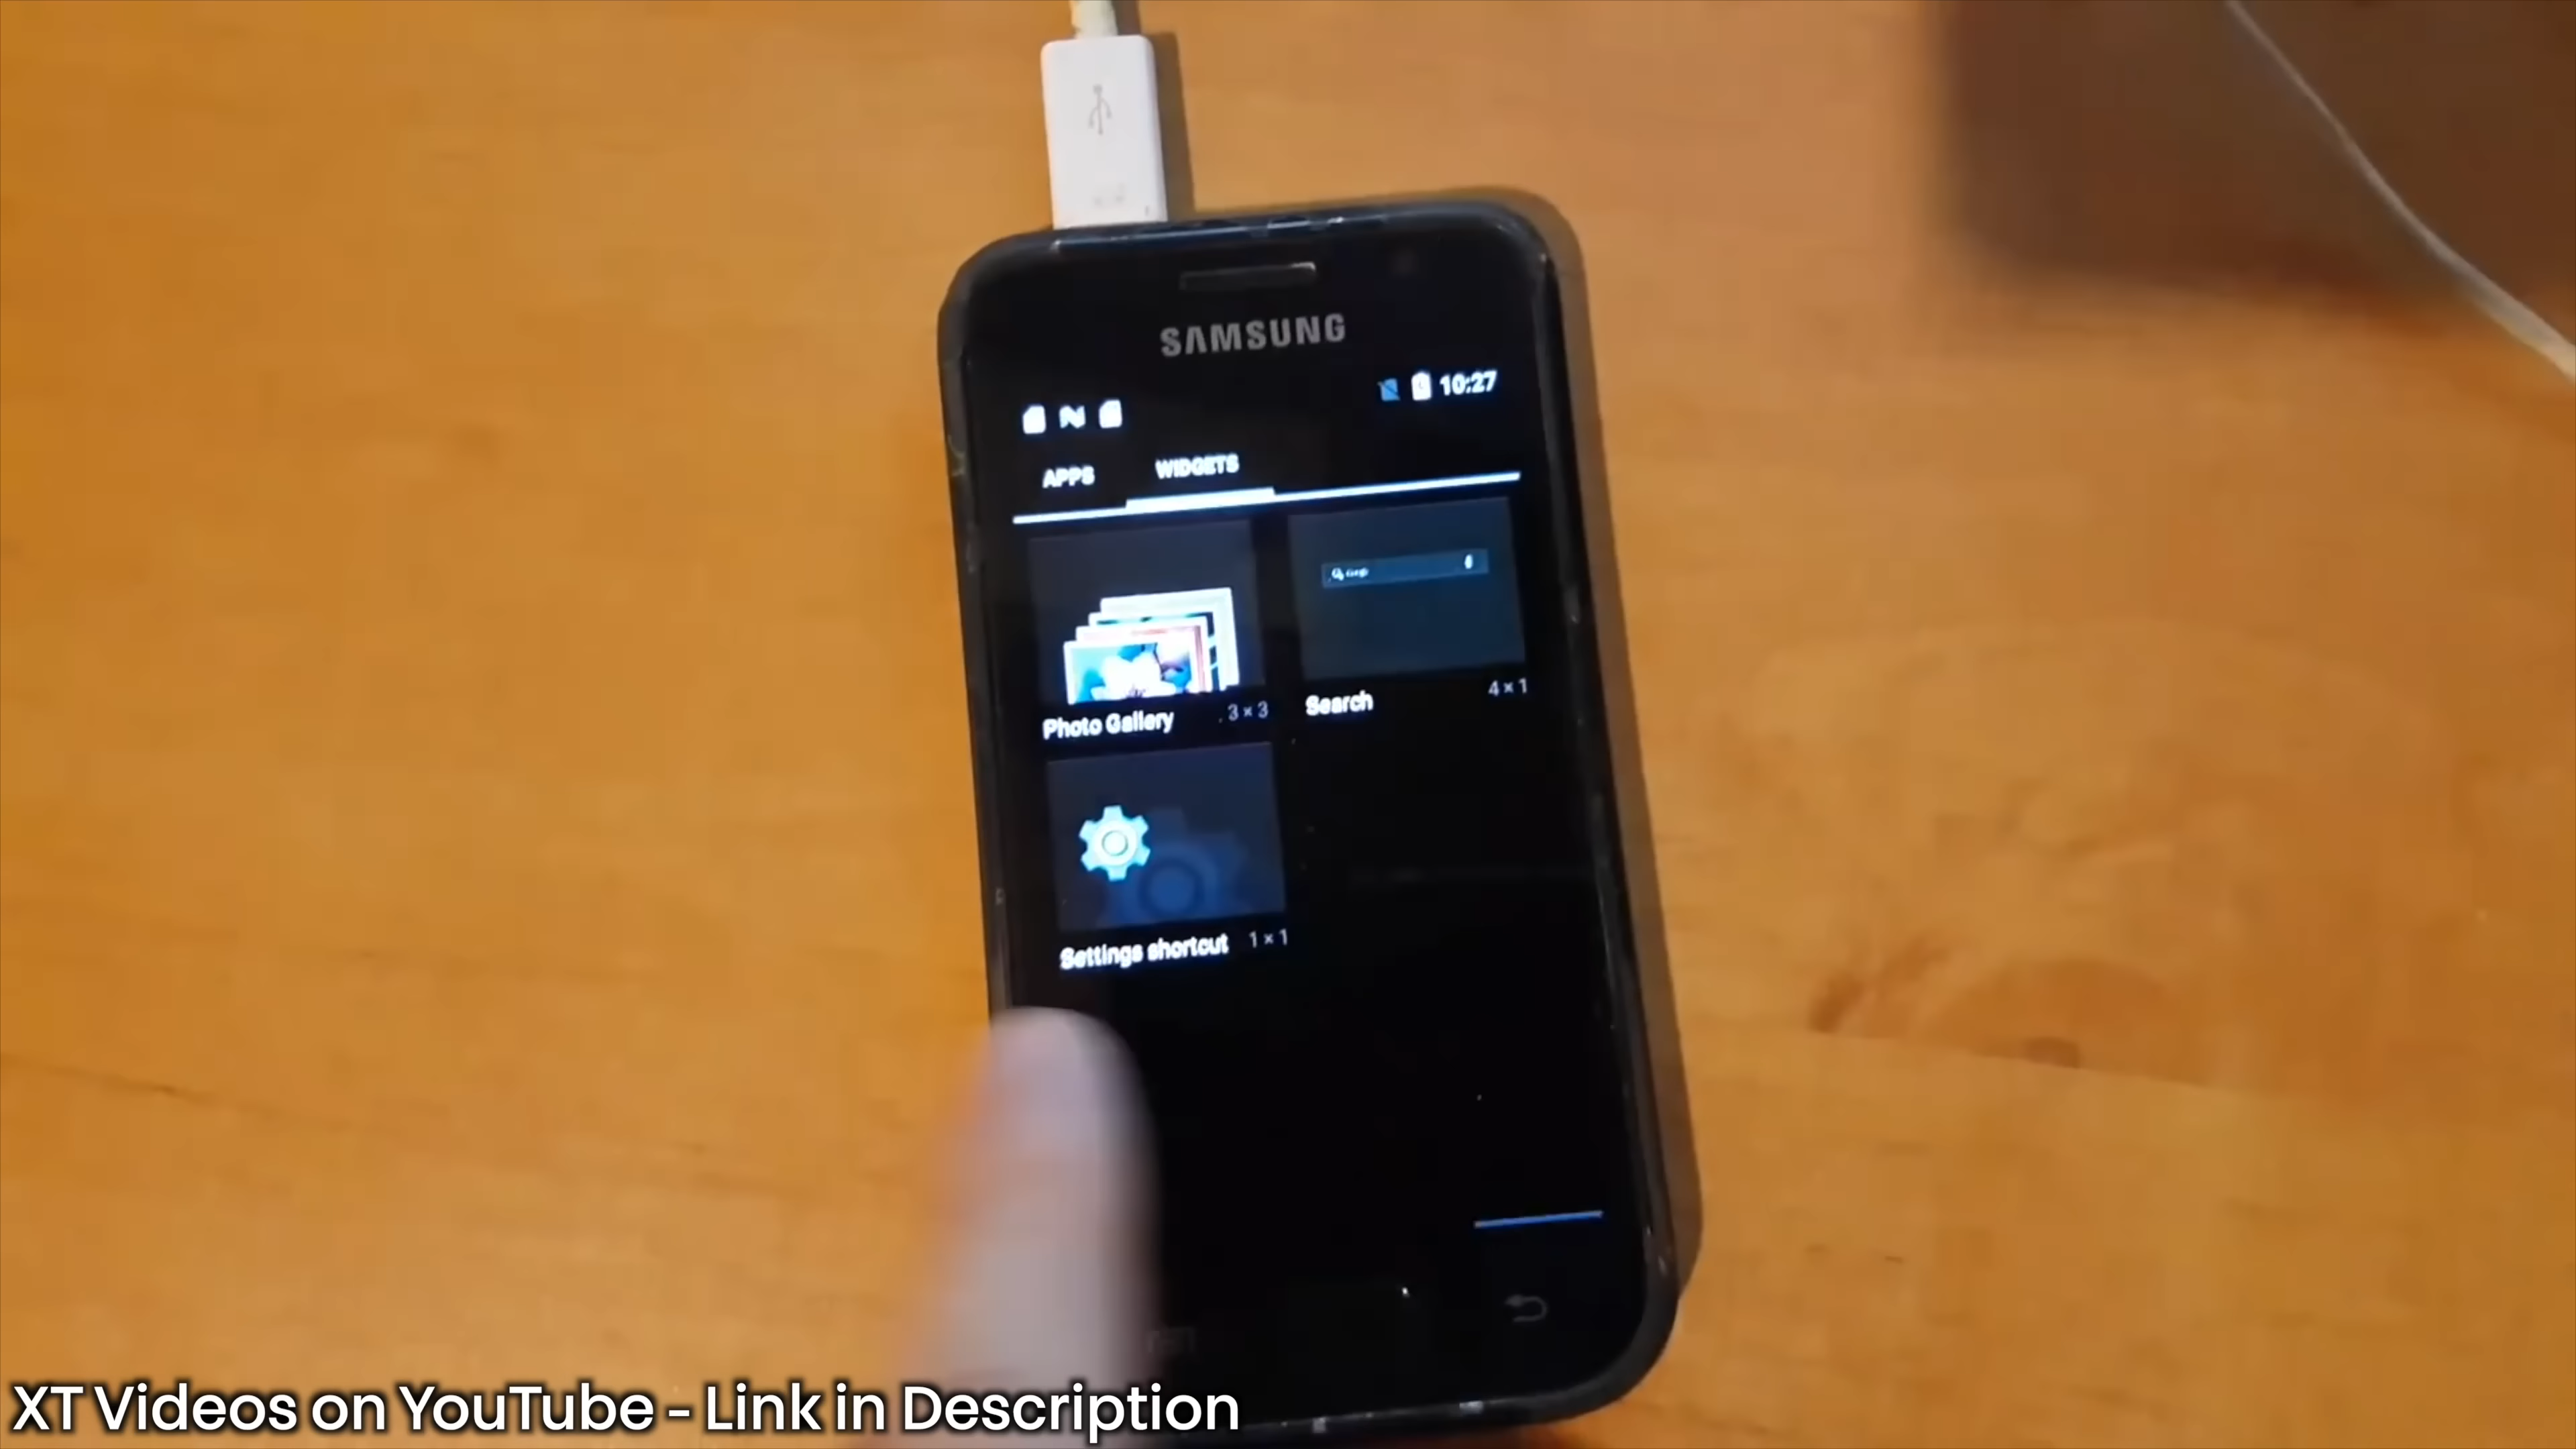 SAMSUNG
10:27
APPS WIDGETS
Photo Gallery 3 × 3
Search 4 × 1
Settings shortcut 1 × 1
XT Videos on YouTube - Link in Description